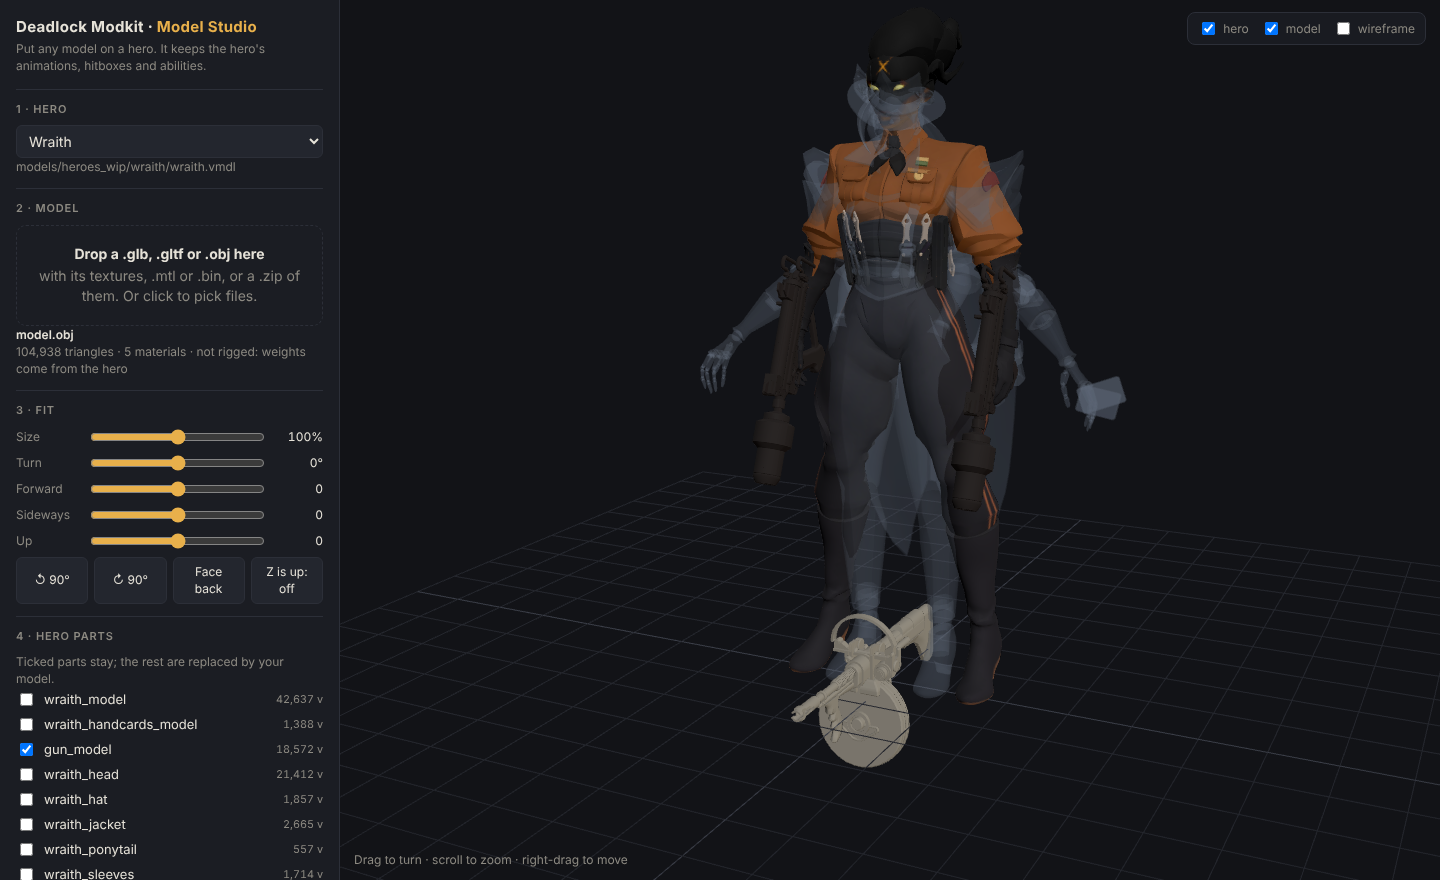 Deadlock Modkit · Model Studio
Put any model on a hero. It keeps the hero's
animations, hitboxes and abilities.
1 · HERO
Wraith
models/heroes_wip/wraith/wraith.vmdl
2 · MODEL
Drop a .glb, .gltf or .obj here
with its textures, .mtl or .bin, or a .zip of
them. Or click to pick files.
model.obj
104,938 triangles · 5 materials · not rigged: weights
come from the hero
3 · FIT
Size 100%
Turn 0°
Forward 0
Sideways 0
Up 0
↺ 90° ↻ 90° Face back Z is up: off
4 · HERO PARTS
Ticked parts stay; the rest are replaced by your
model.
wraith_model 42,637 v
wraith_handcards_model 1,388 v
gun_model 18,572 v
wraith_head 21,412 v
wraith_hat 1,857 v
wraith_jacket 2,665 v
wraith_ponytail 557 v
wraith_sleeves 1,714 v
hero model wireframe
Drag to turn · scroll to zoom · right-drag to move